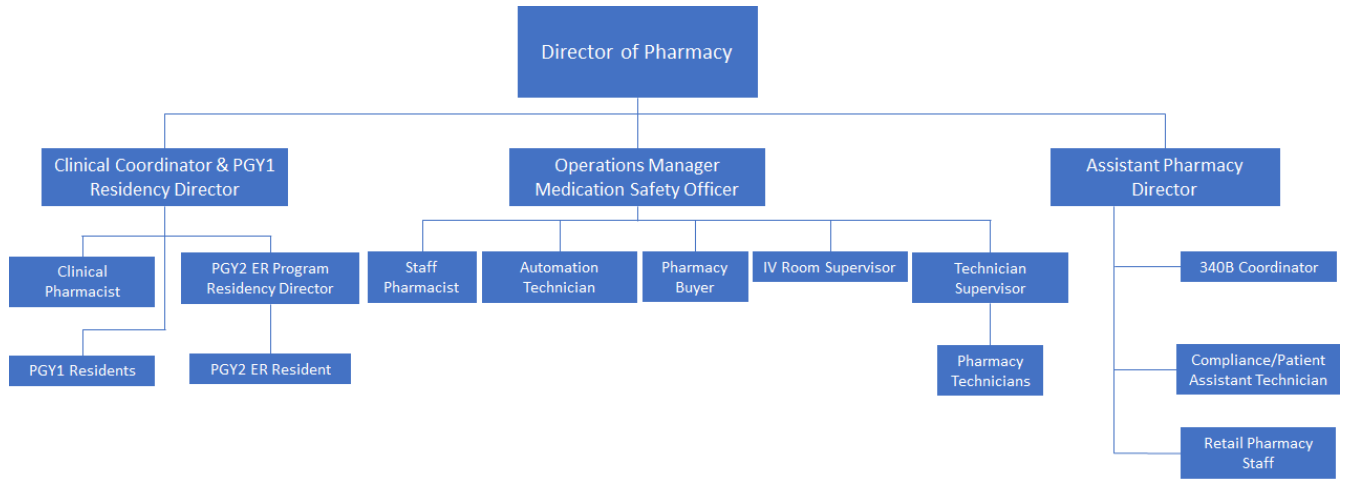 Director of Pharmacy
Clinical Coordinator & PGY1
Residency Director
Operations Manager
Medication Safety Officer
Assistant Pharmacy
Director
Clinical
Pharmacist
PGY2 ER Program
Residency Director
Staff
Pharmacist
Automation
Technician
Pharmacy
Buyer
IV Room Supervisor
Technician
Supervisor
340B Coordinator
PGY1 Residents
PGY2 ER Resident
Pharmacy
Technicians
Compliance/Patient
Assistant Technician
Retail Pharmacy
Staff